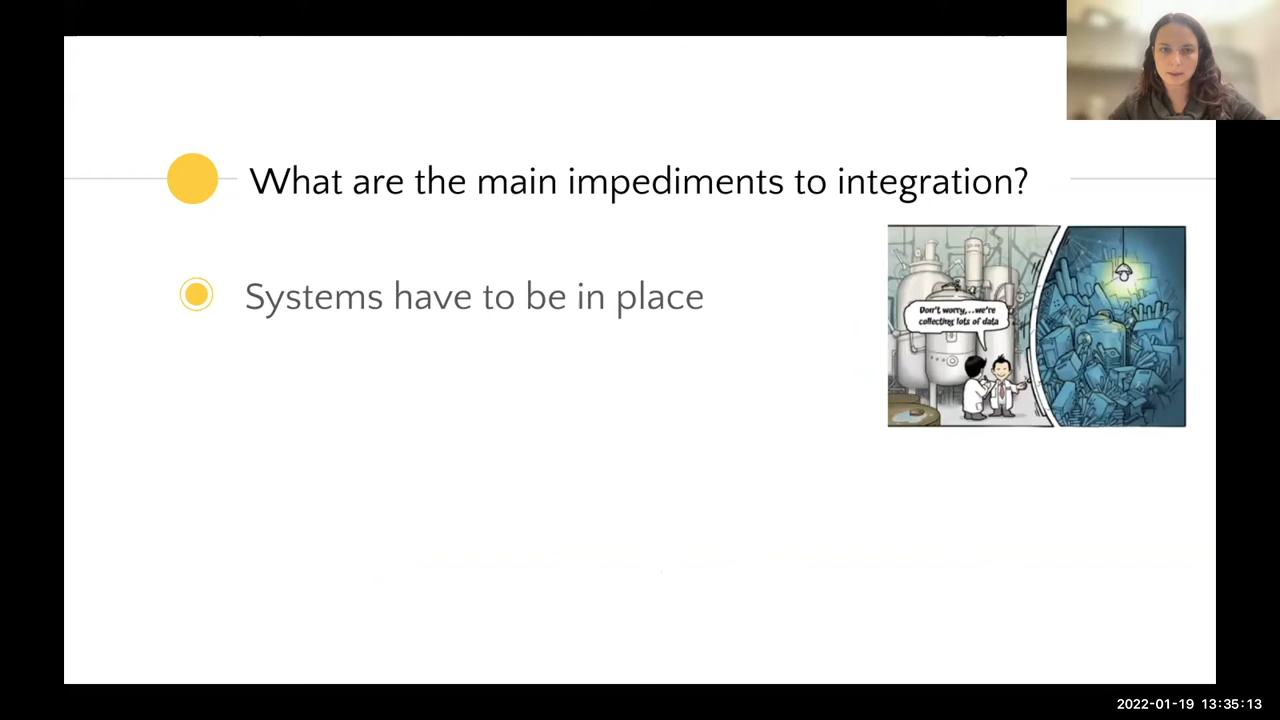 What are the main impediments to integration?
Systems have to be in place
Don't worry,...we're
collecting lots of data
2022-01-19 13:35:13